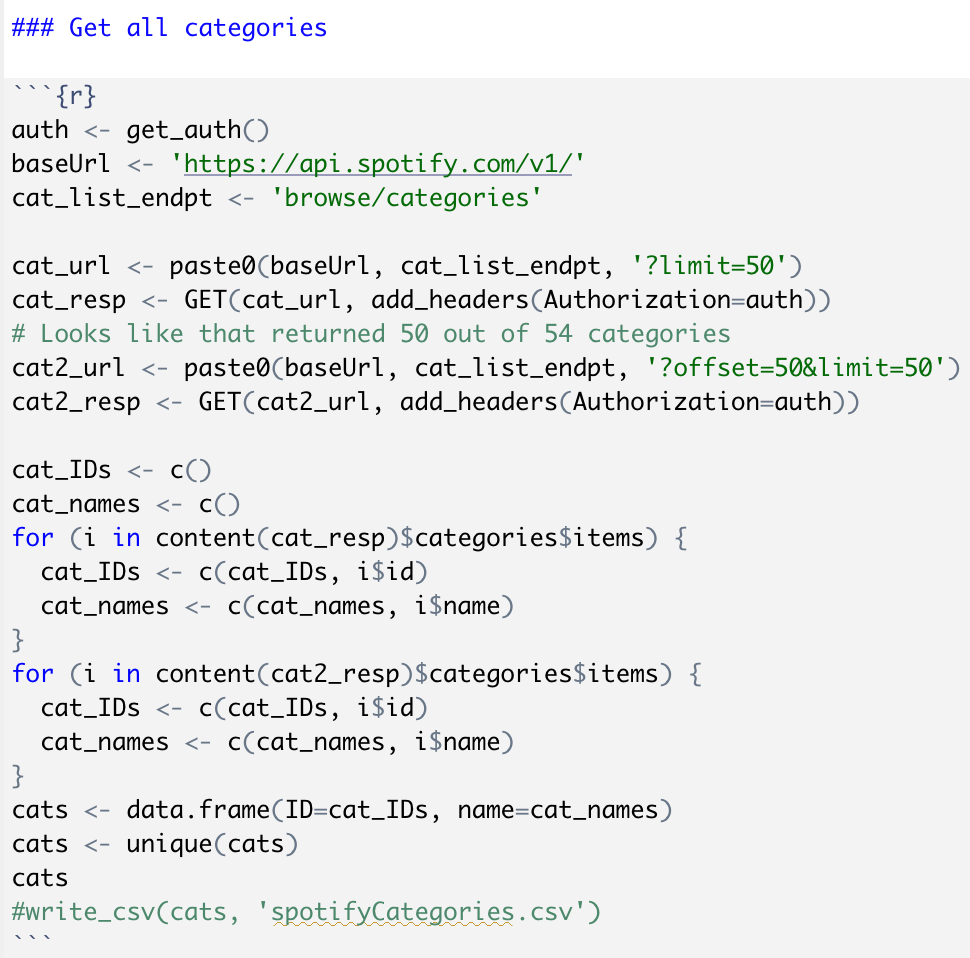 ### Get all categories
```{r}
auth <- get_auth()
baseUrl <- 'https://api.spotify.com/v1/'
cat_list_endpt <- 'browse/categories'
cat_url <- paste0(baseUrl, cat_list_endpt, '?limit=50')
cat_resp <- GET(cat_url, add_headers(Authorization=auth))
# Looks like that returned 50 out of 54 categories
cat2_url <- paste0(baseUrl, cat_list_endpt, '?offset=50&limit=50')
cat2_resp <- GET(cat2_url, add_headers(Authorization=auth))
cat_IDs <- c()
cat_names <- c()
for (i in content(cat_resp)$categories$items) {
  cat_IDs <- c(cat_IDs, i$id)
  cat_names <- c(cat_names, i$name)
}
for (i in content(cat2_resp)$categories$items) {
  cat_IDs <- c(cat_IDs, i$id)
  cat_names <- c(cat_names, i$name)
}
cats <- data.frame(ID=cat_IDs, name=cat_names)
cats <- unique(cats)
cats
#write_csv(cats, 'spotifyCategories.csv')
```